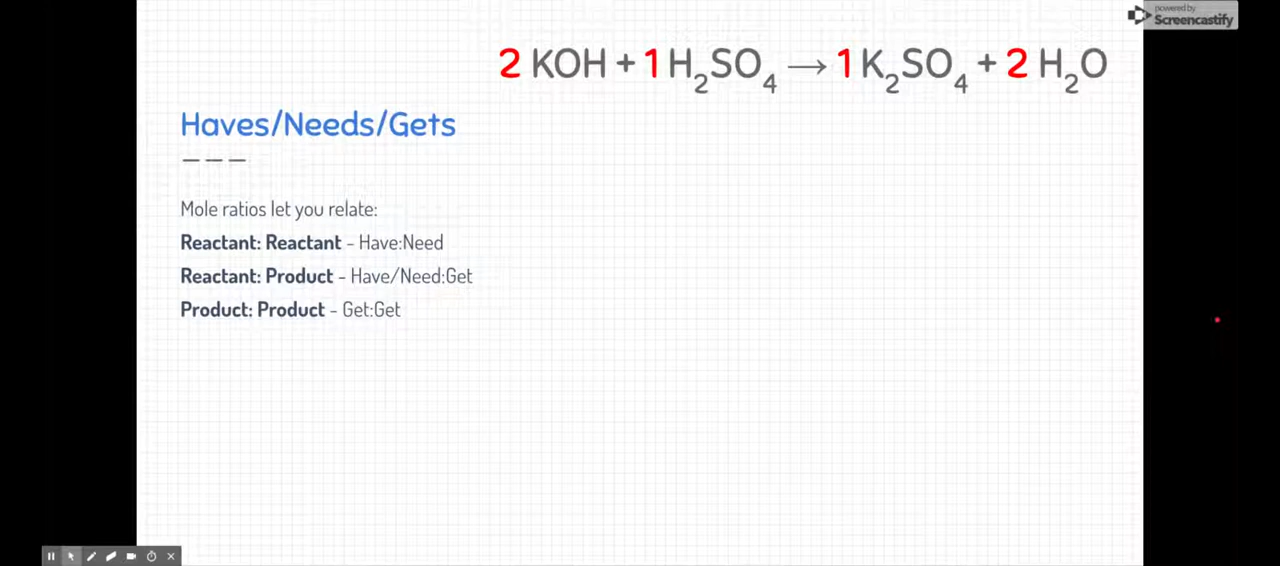 powered by
Screencastify
2 KOH + 1 H₂SO₄ → 1 K₂SO₄ + 2 H₂O
Haves/Needs/Gets
Mole ratios let you relate:
Reactant: Reactant - Have:Need
Reactant: Product - Have/Need:Get
Product: Product - Get:Get